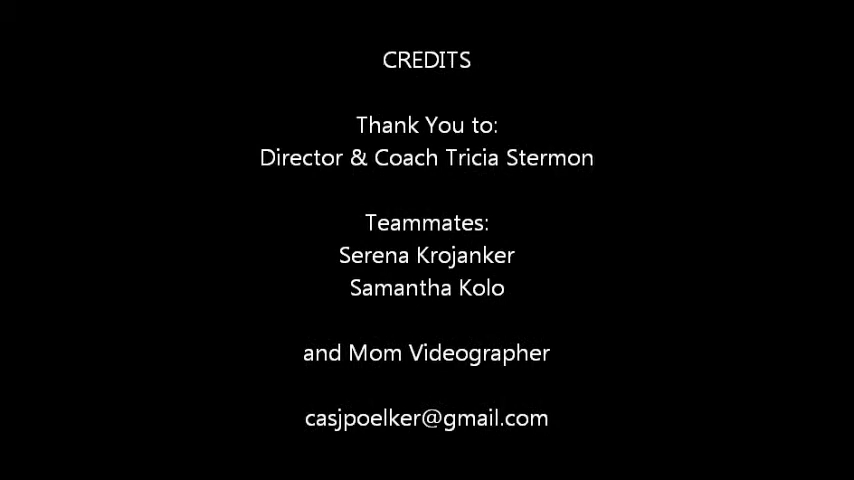 CREDITS
Thank You to:
Director & Coach Tricia Stermon
Teammates:
Serena Krojanker
Samantha Kolo
and Mom Videographer
casjpoelker@gmail.com